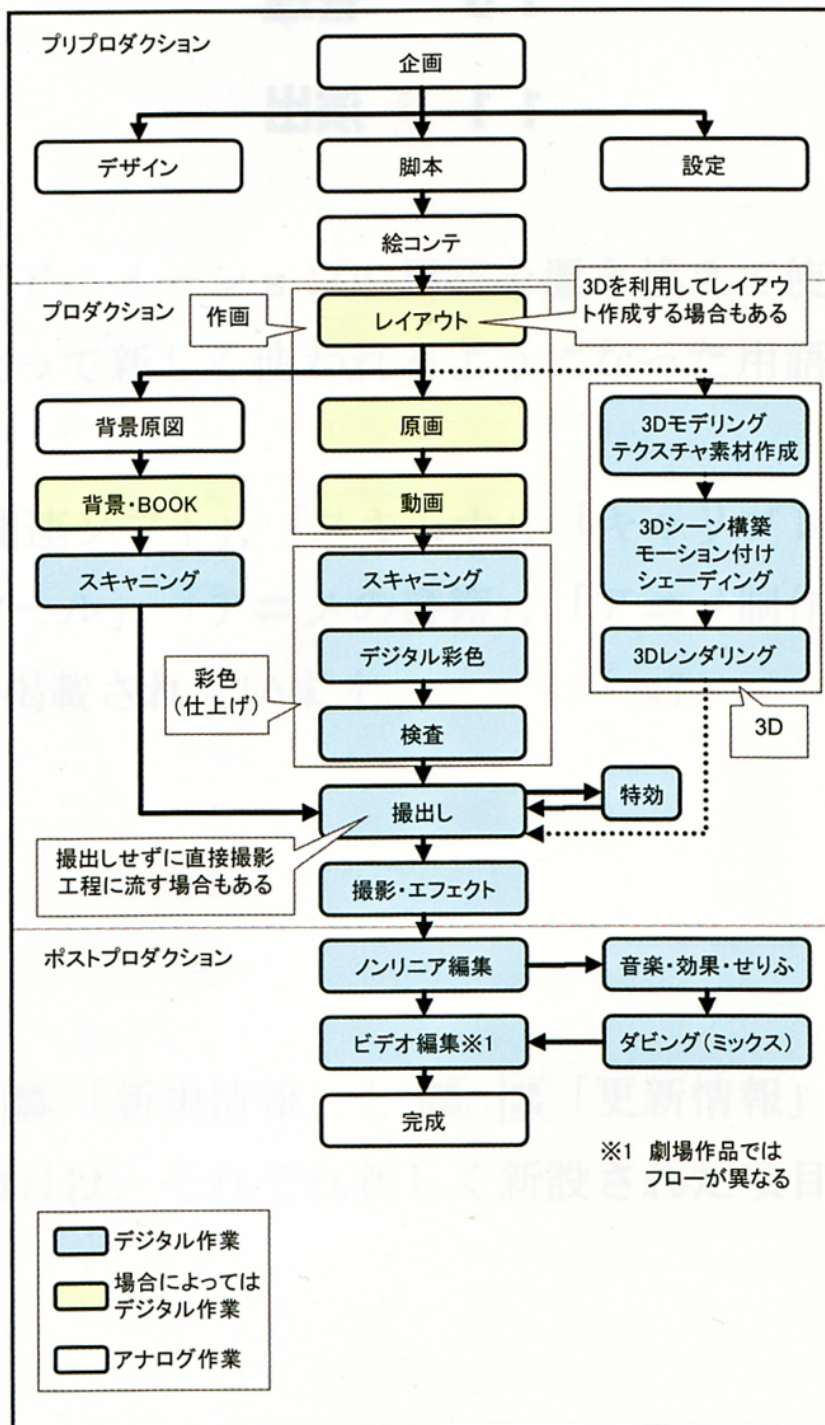 プリプロダクション
企画
デザイン
脚本
設定
絵コンテ
プロダクション
作画
レイアウト
3Dを利用してレイアウ
ト作成する場合もある
背景原図
原画
3Dモデリング
テクスチャ素材作成
背景・BOOK
動画
3Dシーン構築
モーション付け
シェーディング
スキャニング
スキャニング
デジタル彩色
3Dレンダリング
彩色
(仕上げ)
検査
3D
撮出し
特効
撮出しせずに直接撮影
工程に流す場合もある
撮影・エフェクト
ポストプロダクション
ノンリニア編集
音楽・効果・せりふ
ビデオ編集※1
ダビング(ミックス)
完成
※1 劇場作品では
フローが異なる
デジタル作業
場合によっては
デジタル作業
アナログ作業